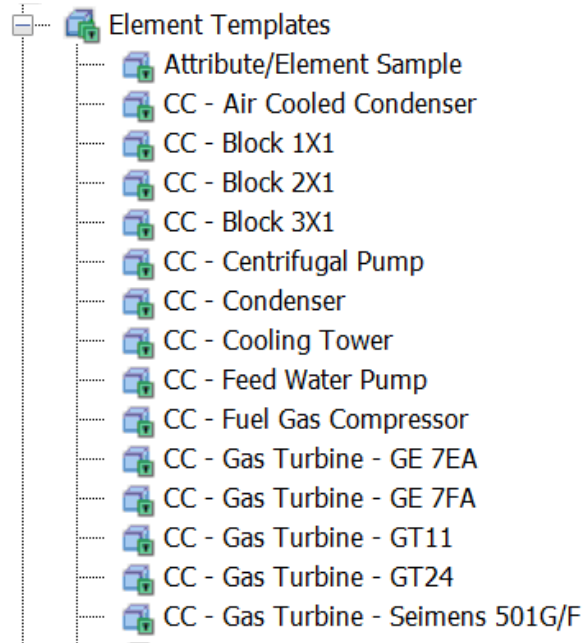 Element Templates
Attribute/Element Sample
CC - Air Cooled Condenser
CC - Block 1X1
CC - Block 2X1
CC - Block 3X1
CC - Centrifugal Pump
CC - Condenser
CC - Cooling Tower
CC - Feed Water Pump
CC - Fuel Gas Compressor
CC - Gas Turbine - GE 7EA
CC - Gas Turbine - GE 7FA
CC - Gas Turbine - GT11
CC - Gas Turbine - GT24
CC - Gas Turbine - Seimens 501G/F